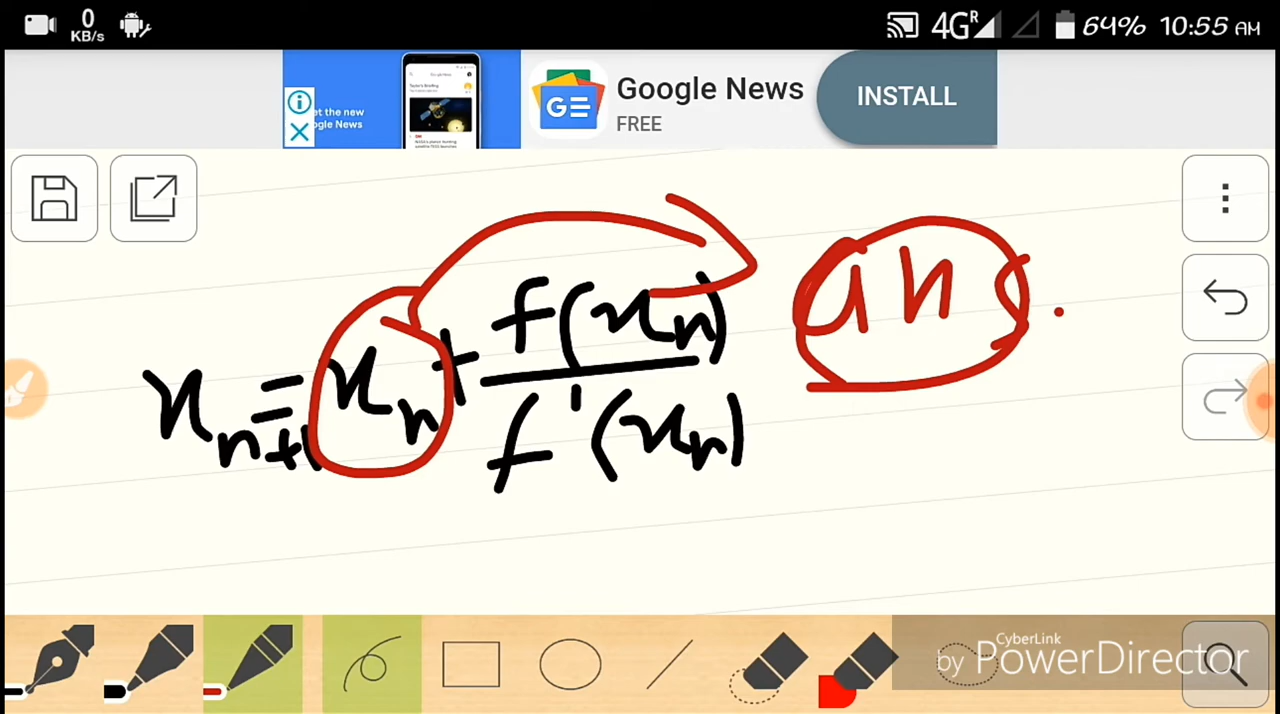 0
KB/s
4G R
64% 10:55 AM
et the new
ogle News
Google News
FREE
GE
INSTALL
x_{n+1} = x_n + f(x_n) / f'(x_n)
ans.
CyberLink
by PowerDirector